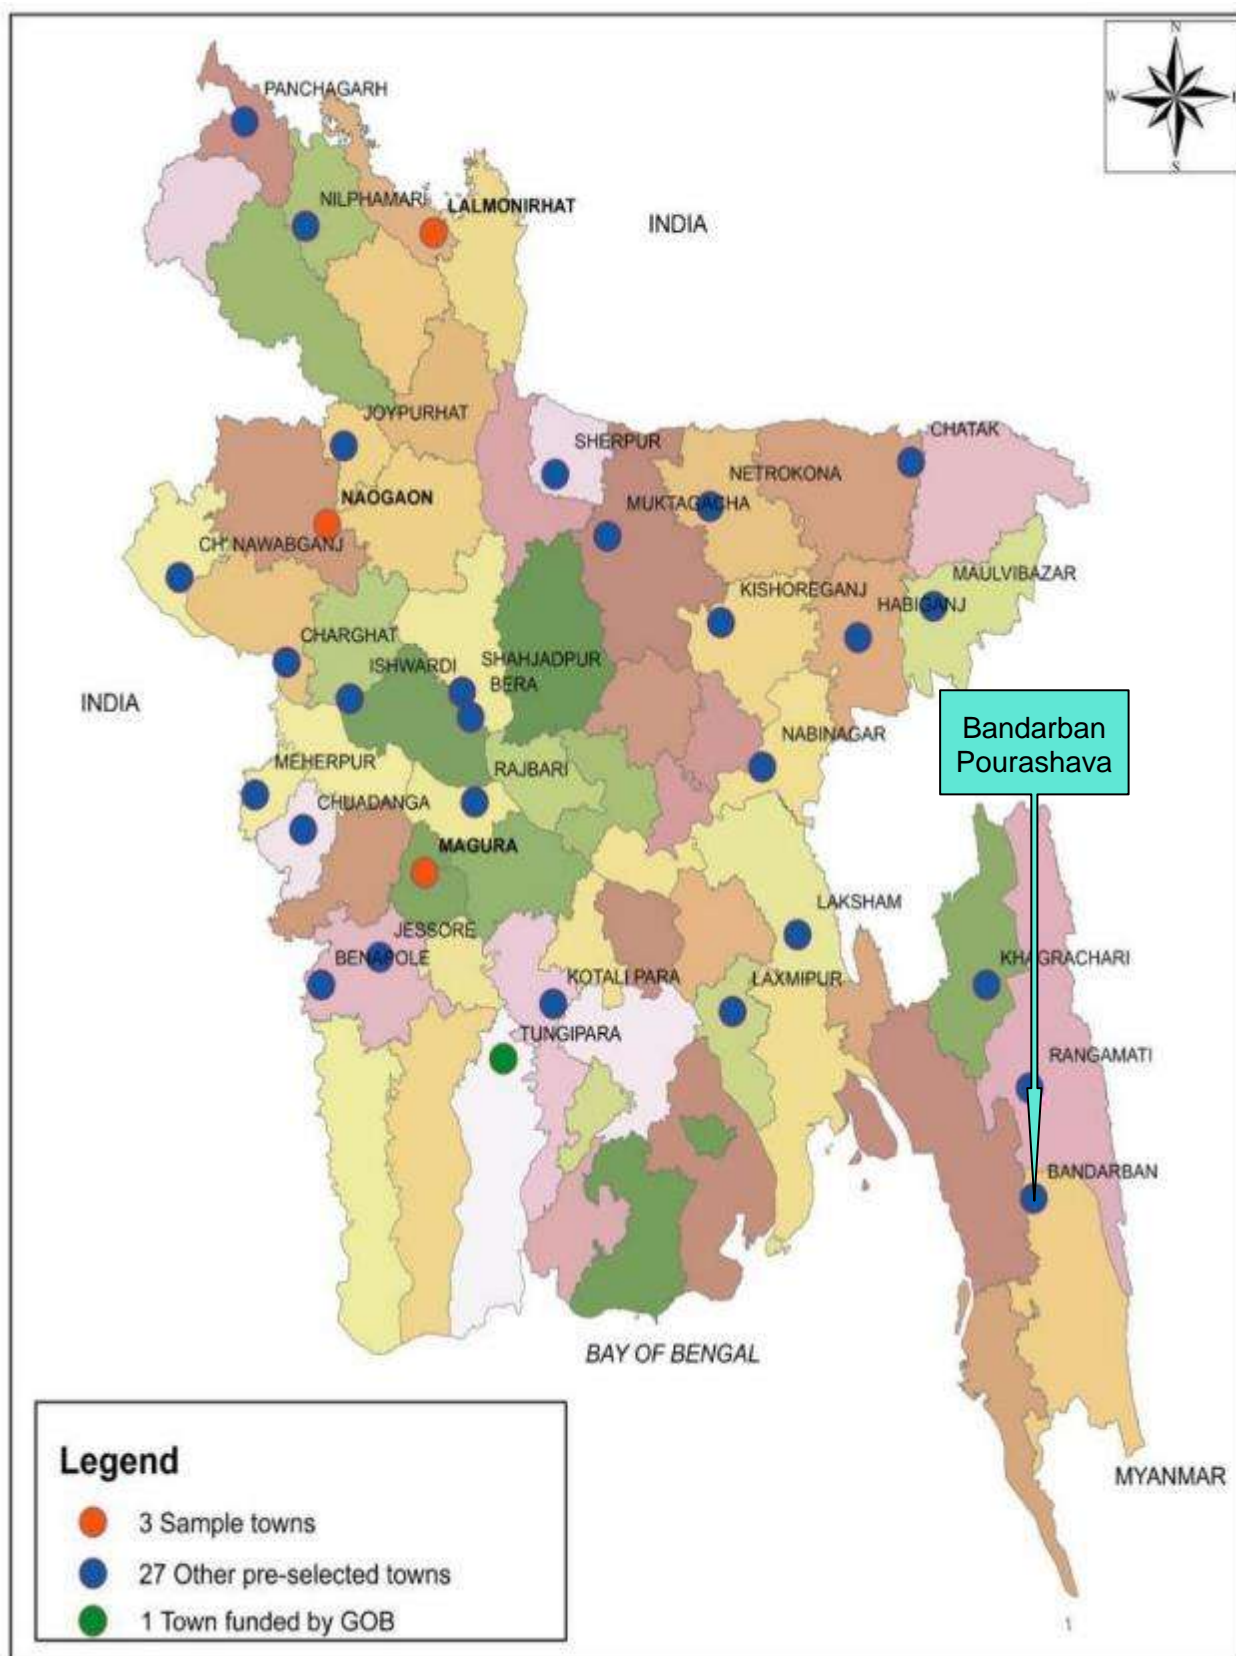 N
W
E
S
PANCHAGARH
NILPHAMARI
LALMONIRHAT
INDIA
JOYPURHAT
SHERPUR
CHATAK
NETROKONA
NAOGAON
MUKTAGACHA
CH' NAWABGANJ
MAULVIBAZAR
KISHOREGANJ
HABIGANJ
CHARGHAT
ISHWARDI
SHAHJADPUR
BERA
INDIA
Bandarban
Pourashava
NABINAGAR
MEHERPUR
RAJBARI
CHUADANGA
MAGURA
LAKSHAM
JESSORE
BENAPOLE
KHAGRACHARI
KOTALI PARA
LAXMIPUR
TUNGIPARA
RANGAMATI
BANDARBAN
BAY OF BENGAL
MYANMAR
Legend
3 Sample towns
27 Other pre-selected towns
1 Town funded by GOB
1